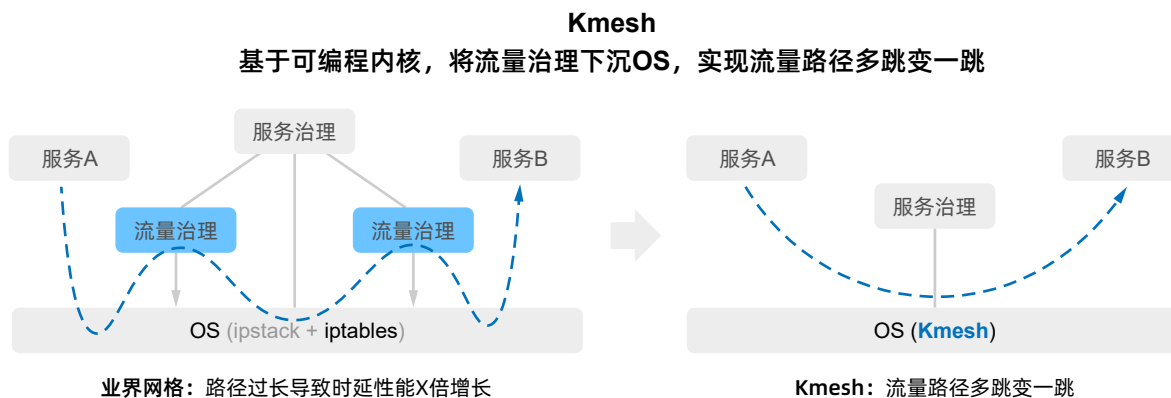 Kmesh
基于可编程内核，将流量治理下沉OS，实现流量路径多跳变一跳
服务治理
服务A
服务B
流量治理
流量治理
OS (ipstack + iptables)
业界网格：路径过长导致时延性能X倍增长
服务A
服务B
服务治理
OS (Kmesh)
Kmesh：流量路径多跳变一跳